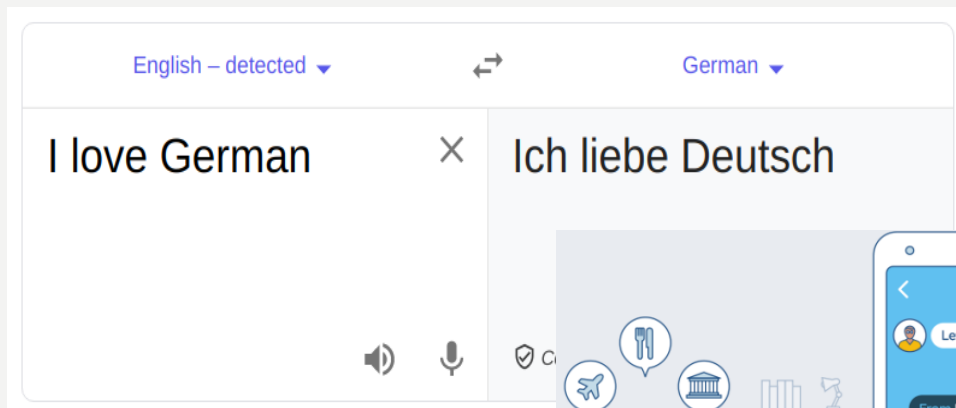 English – detected
German
I love German
Ich liebe Deutsch